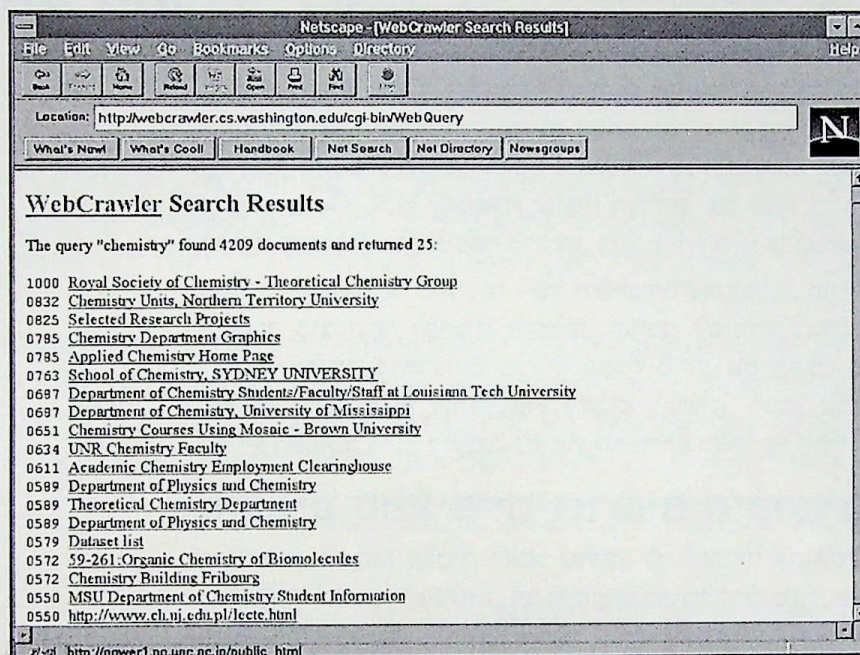 Netscape - [WebCrawler Search Results]
File Edit View Go Bookmarks Options Directory Help
Back Home Reload Open Print Find Stop
Location: http://webcrawler.cs.washington.edu/cgi-bin/WebQuery
What's New! What's Cool! Handbook Net Search Net Directory Newsgroups
N
WebCrawler Search Results
The query "chemistry" found 4209 documents and returned 25:
1000 Royal Society of Chemistry - Theoretical Chemistry Group
0832 Chemistry Units, Northern Territory University
0825 Selected Research Projects
0785 Chemistry Department Graphics
0785 Applied Chemistry Home Page
0763 School of Chemistry, SYDNEY UNIVERSITY
0697 Department of Chemistry Students/Faculty/Staff at Louisiana Tech University
0697 Department of Chemistry, University of Mississippi
0651 Chemistry Courses Using Mosaic - Brown University
0634 UNR Chemistry Faculty
0611 Academic Chemistry Employment Clearinghouse
0589 Department of Physics and Chemistry
0589 Theoretical Chemistry Department
0589 Department of Physics and Chemistry
0579 Dataset list
0572 59-261:Organic Chemistry of Biomolecules
0572 Chemistry Building Fribourg
0550 MSU Department of Chemistry Student Information
0550 http://www.ch.uj.edu.pl/lecte.html